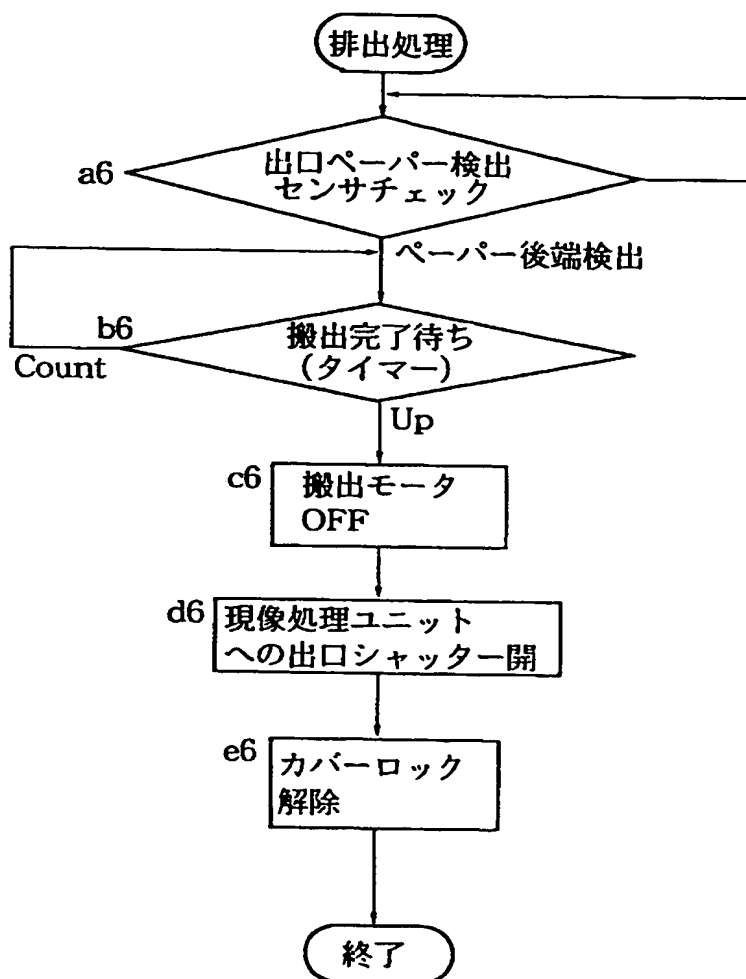 排出処理
a6
出口ペーパー検出
センサチェック
ペーパー後端検出
b6
搬出完了待ち
(タイマー)
Count
Up
c6
搬出モータ
OFF
d6
現像処理ユニット
への出口シャッター開
e6
カバーロック
解除
終了